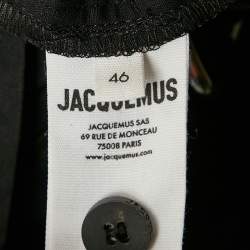 46
JACQUEMUS
JACQUEMUS SAS
69 RUE DE MONCEAU
75008 PARIS
www.jacquemus.com